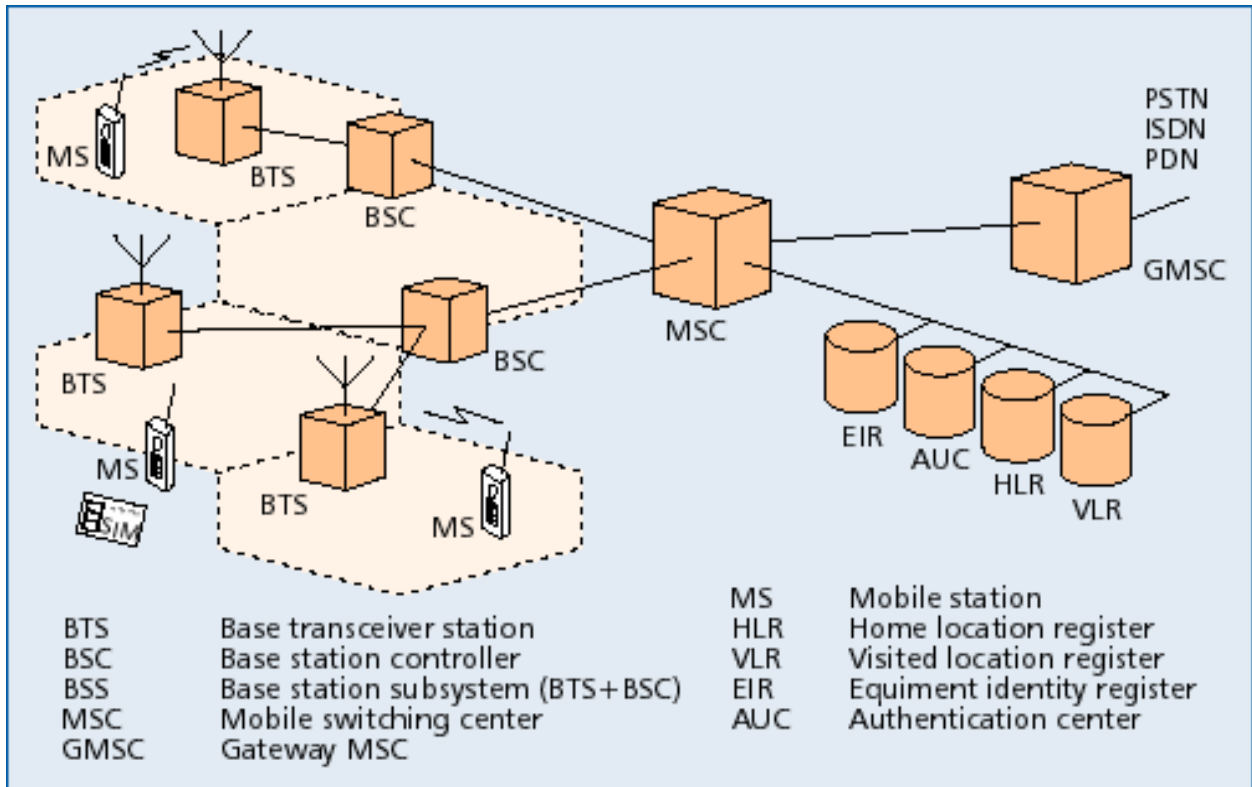 PSTN
ISDN
PDN
MS
BTS
BSC
GMSC
MSC
BTS
BSC
EIR
AUC
HLR
VLR
MS
SIM
BTS
MS
BTS Base transceiver station
BSC Base station controller
BSS Base station subsystem (BTS+BSC)
MSC Mobile switching center
GMSC Gateway MSC
MS Mobile station
HLR Home location register
VLR Visited location register
EIR Equiment identity register
AUC Authentication center